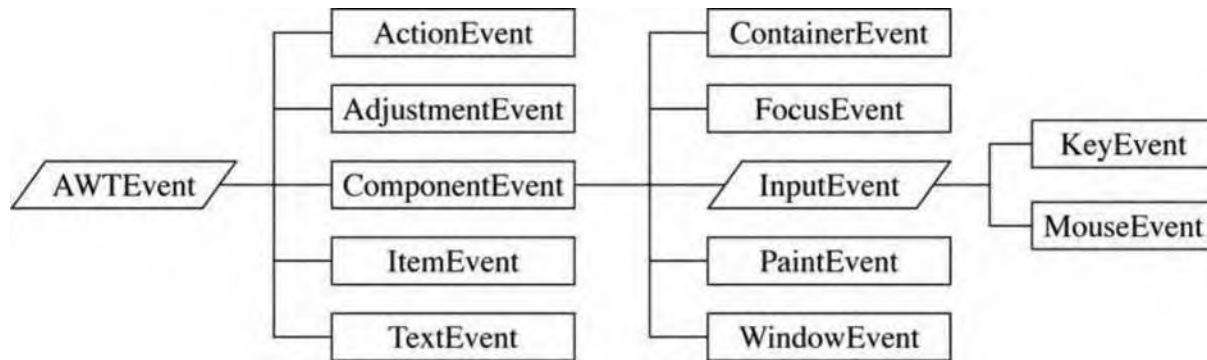 ActionEvent
ContainerEvent
AdjustmentEvent
FocusEvent
KeyEvent
AWTEvent
ComponentEvent
InputEvent
MouseEvent
ItemEvent
PaintEvent
TextEvent
WindowEvent